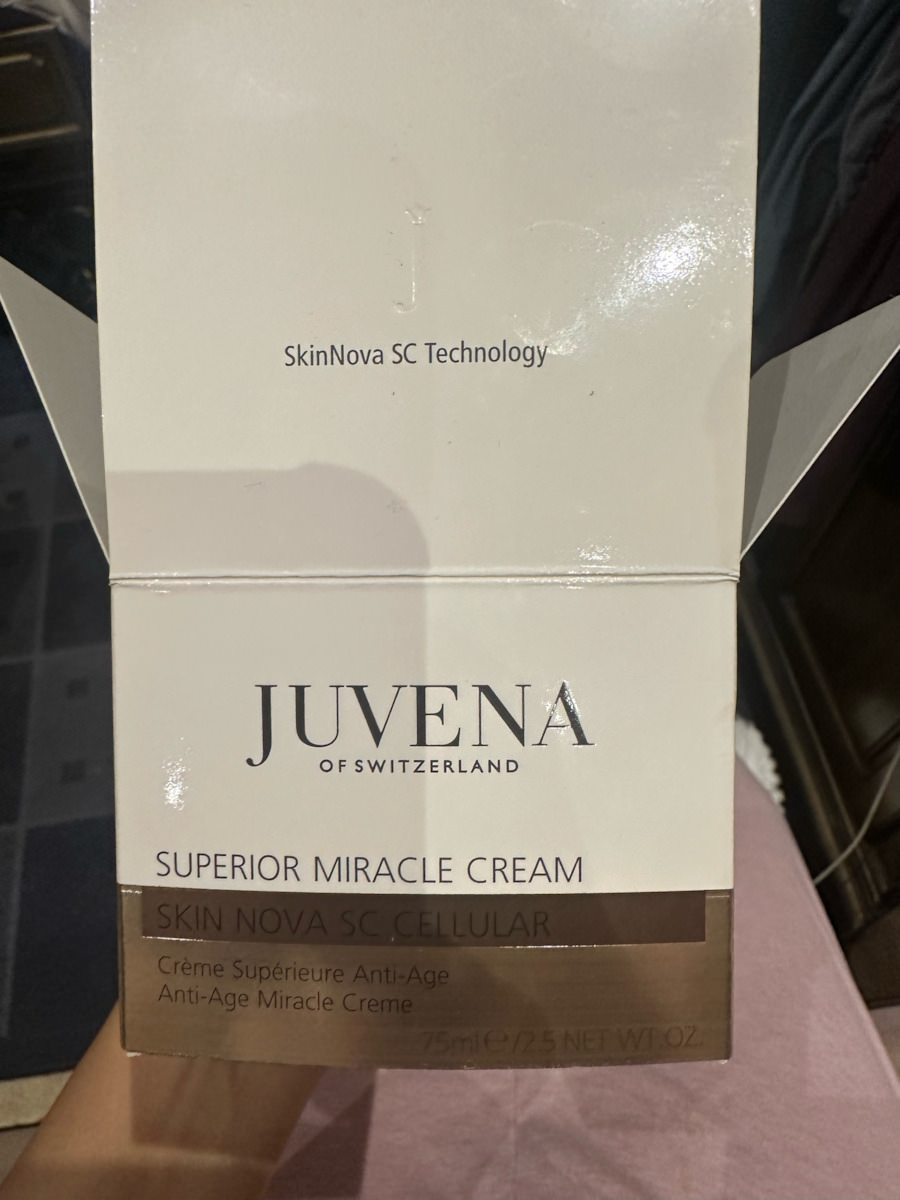 j
SkinNova SC Technology
JUVENA
OF SWITZERLAND
SUPERIOR MIRACLE CREAM
SKIN NOVA SC CELLULAR
Crème Supérieure Anti-Age
Anti-Age Miracle Creme
75ml ℮/2.5 NET WT.OZ.